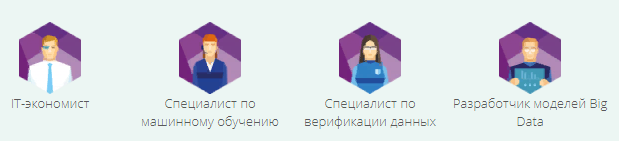 IT-экономист
Специалист по
машинному обучению
Специалист по
верификации данных
Разработчик моделей Big
Data